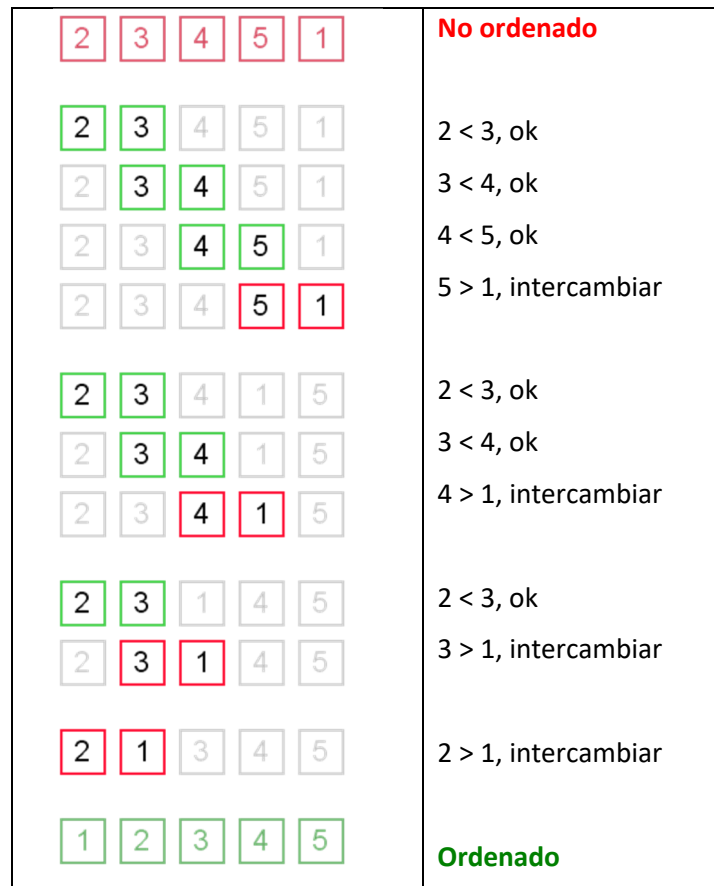 2 3 4 5 1 No ordenado
2 3 4 5 1 2 < 3, ok
2 3 4 5 1 3 < 4, ok
2 3 4 5 1 4 < 5, ok
2 3 4 5 1 5 > 1, intercambiar
2 3 4 1 5 2 < 3, ok
2 3 4 1 5 3 < 4, ok
2 3 4 1 5 4 > 1, intercambiar
2 3 1 4 5 2 < 3, ok
2 3 1 4 5 3 > 1, intercambiar
2 1 3 4 5 2 > 1, intercambiar
1 2 3 4 5 Ordenado